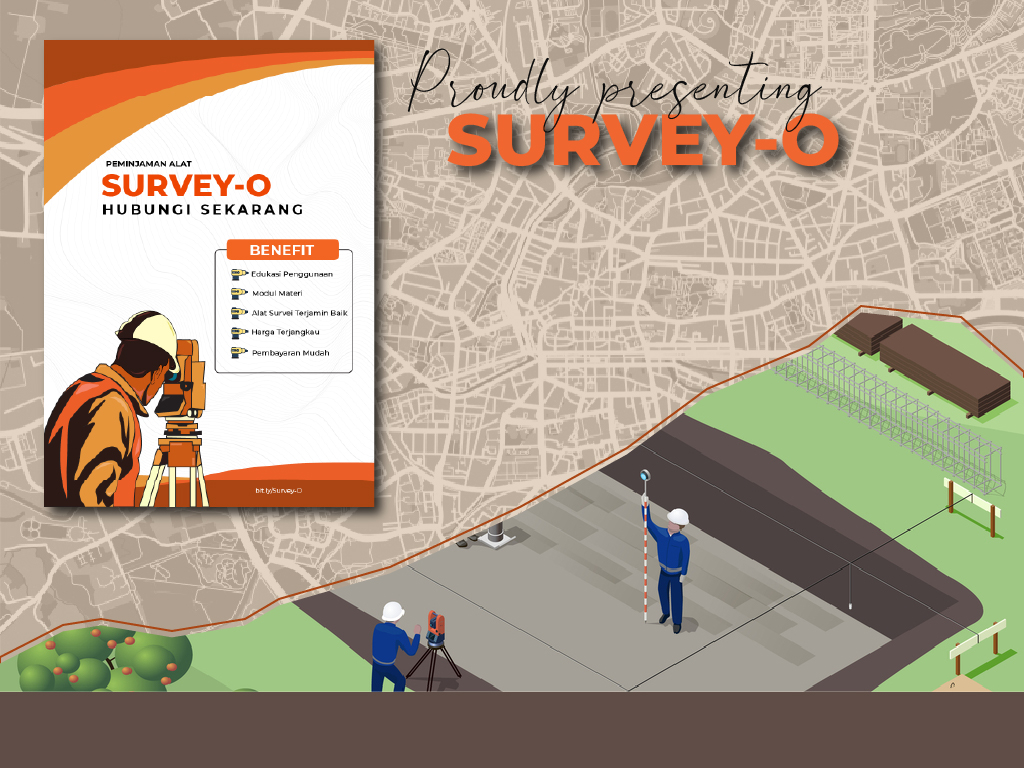 Proudly presenting
SURVEY-O
PEMINJAMAN ALAT
SURVEY-O
HUBUNGI SEKARANG
BENEFIT
Edukasi Penggunaan
Modul Materi
Alat Survei Terjamin Baik
Harga Terjangkau
Pembayaran Mudah
bit.ly/Survey-O